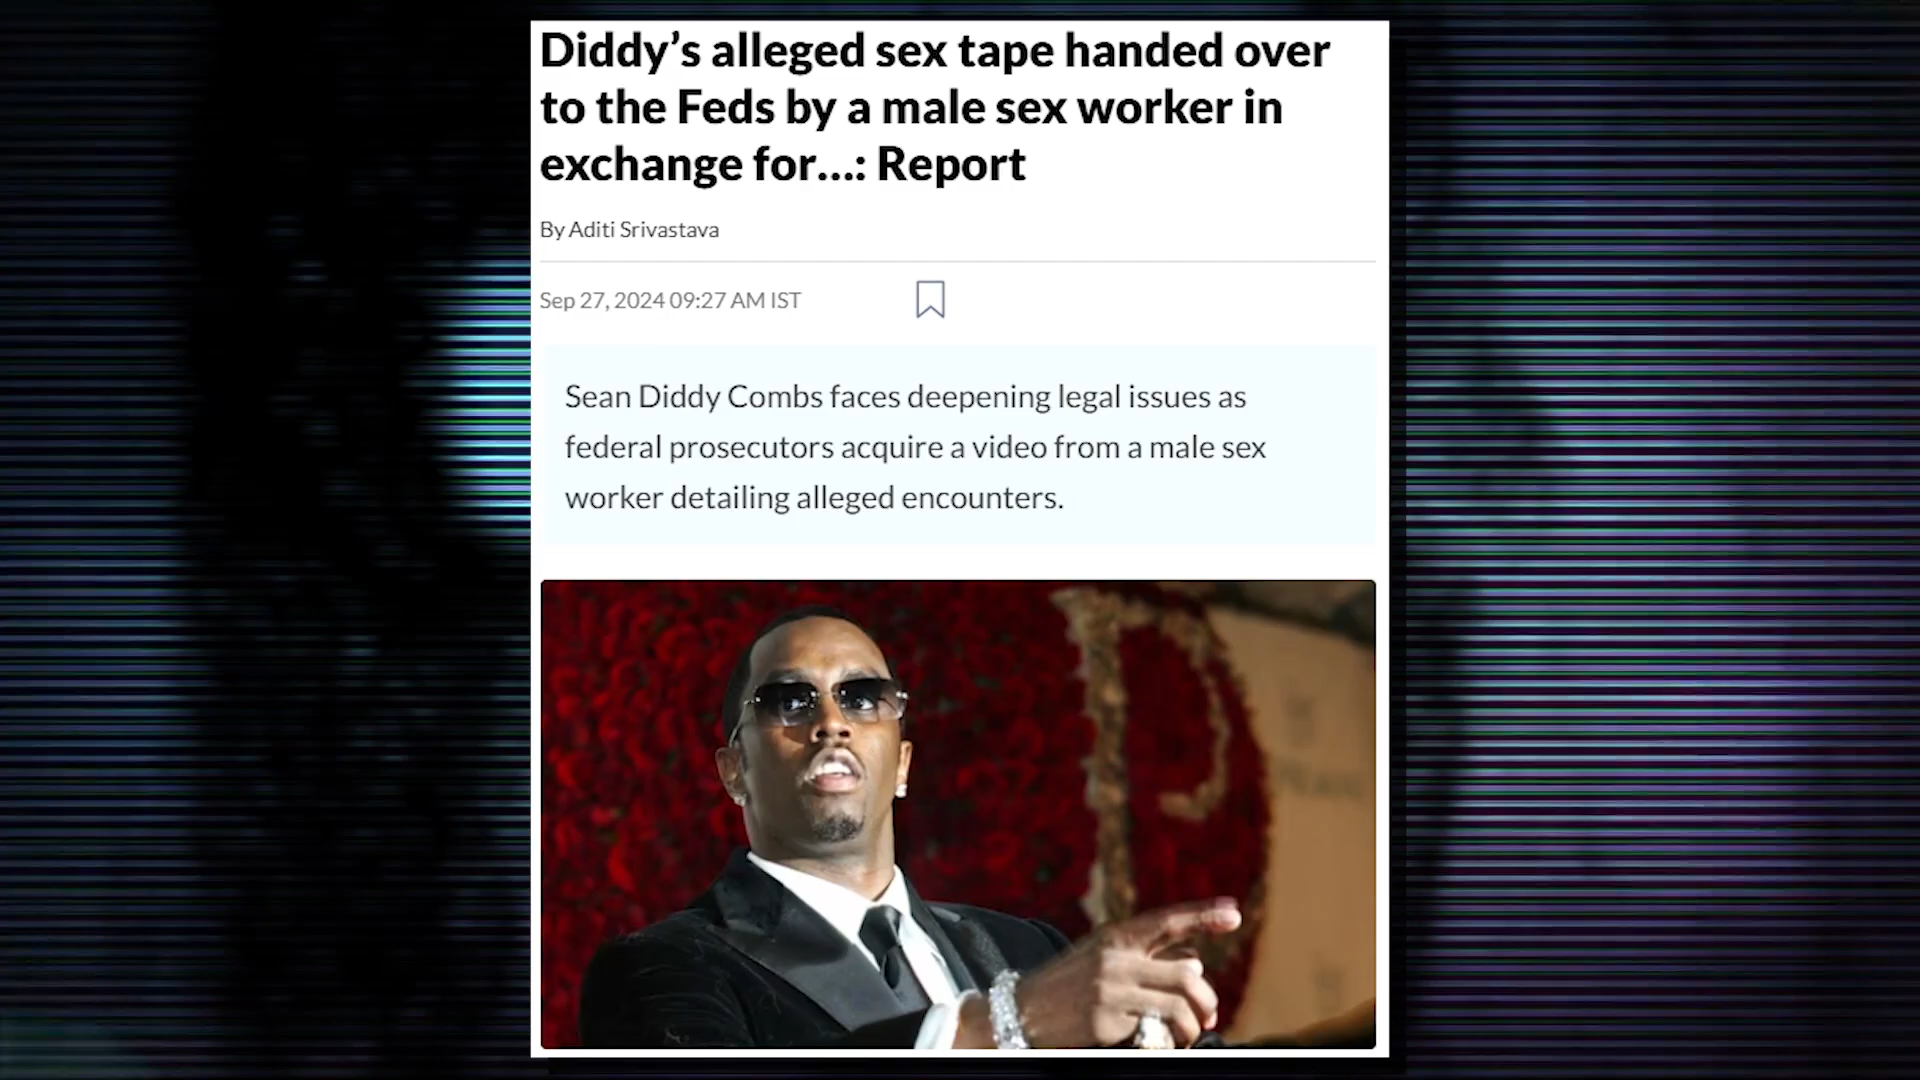 Diddy’s alleged sex tape handed over
to the Feds by a male sex worker in
exchange for...: Report
By Aditi Srivastava
Sep 27, 2024 09:27 AM IST
Sean Diddy Combs faces deepening legal issues as
federal prosecutors acquire a video from a male sex
worker detailing alleged encounters.